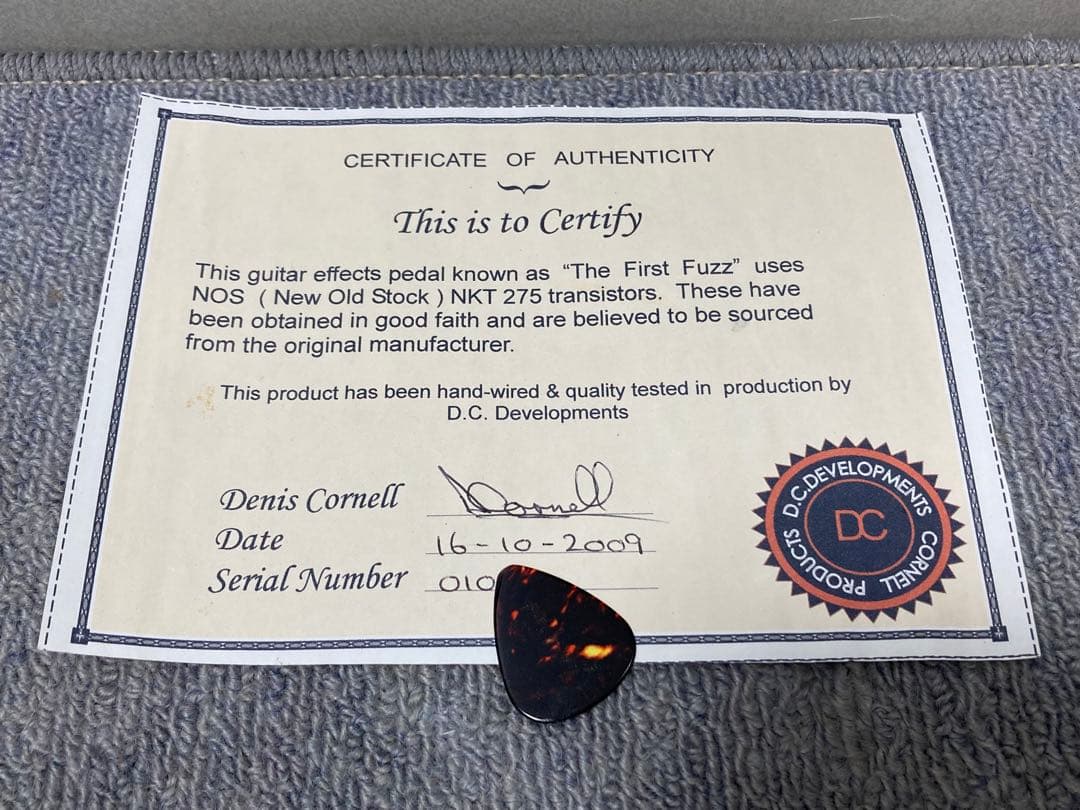 CERTIFICATE OF AUTHENTICITY
This is to Certify
This guitar effects pedal known as “The First Fuzz” uses
NOS ( New Old Stock ) NKT 275 transistors. These have
been obtained in good faith and are believed to be sourced
from the original manufacturer.
This product has been hand-wired & quality tested in production by
D.C. Developments
Denis Cornell DCornell
Date 16-10-2009
Serial Number 010
D.C.DEVELOPMENTS CORNELL PRODUCTS
DC